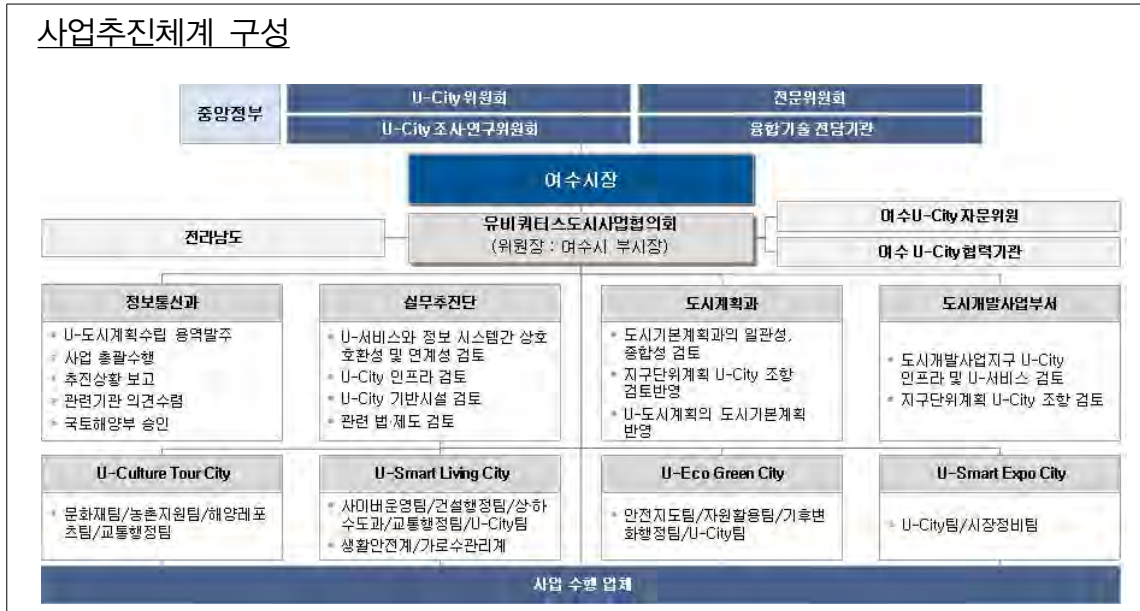 사업추진체계 구성
중앙정부
U-City 위원회
전문위원회
U-City 조사·연구위원회
융합기술 전담기관
여수시장
전라남도
유비쿼터스도시사업협의회
(위원장 : 여수시 부시장)
여수U-City 자문위원
여수 U-City 협력기관
정보통신과
U-도시계획수립 용역발주
사업 총괄수행
추진상황 보고
관련기관 의견수렴
국토해양부 승인
실무추진단
U-서비스와 정보 시스템간 상호
호환성 및 연계성 검토
U-City 인프라 검토
U-City 기반시설 검토
관련 법·제도 검토
도시계획과
도시기본계획과의 일관성,
종합성 검토
지구단위계획 U-City 조항
검토반영
U-도시계획의 도시기본계획
반영
도시개발사업부서
도시개발사업지구 U-City
인프라 및 U-서비스 검토
지구단위계획 U-City 조항 검토
U-Culture Tour City
문화재팀/농촌지원팀/해양레포
츠팀/교통행정팀
U-Smart Living City
사이버운영팀/건설행정팀/상·하
수도과/교통행정팀/U-City팀
생활안전계/가로수관리계
U-Eco Green City
안전지도팀/자원활용팀/기후변
화행정팀/U-City팀
U-Smart Expo City
U-City팀/시장정비팀
사업 수행 업체